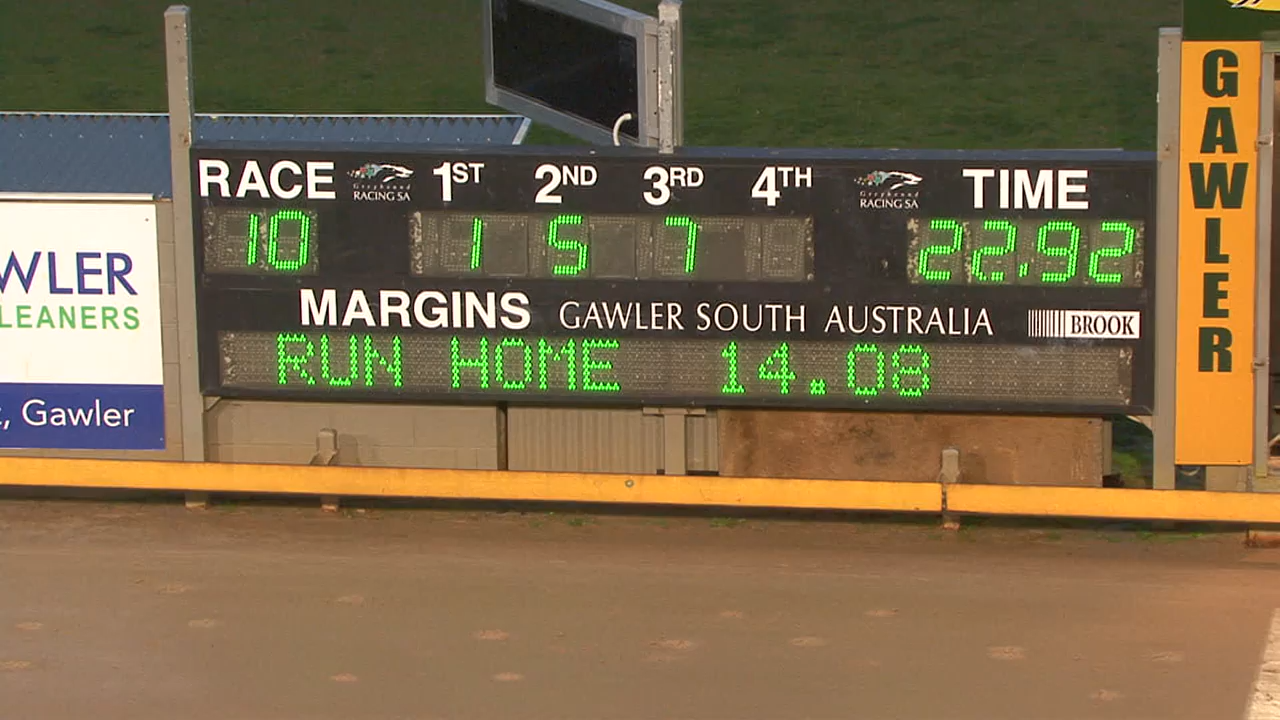 RACE 1ST 2ND 3RD 4TH TIME
Greyhound RACING SA
Greyhound RACING SA
10 1 5 7 22.92
MARGINS GAWLER SOUTH AUSTRALIA BROOK
RUN HOME 14.08
GAWLER
WLER
LEANERS
, Gawler